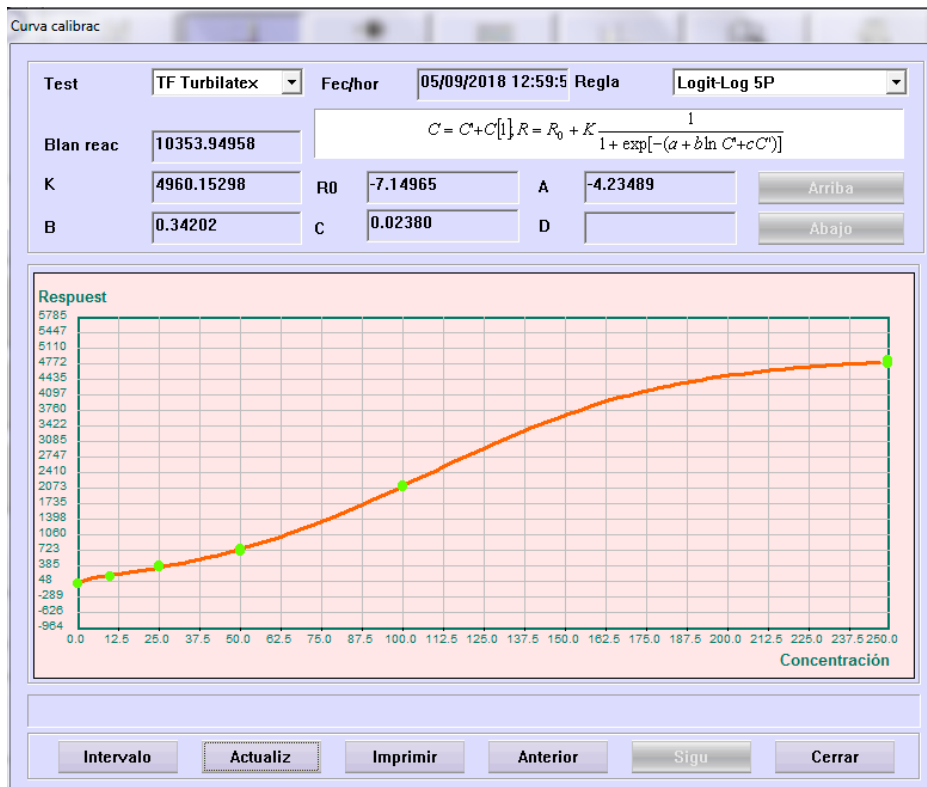 Curva calibrac
Test TF Turbilatex Fec/hor 05/09/2018 12:59:5 Regla Logit-Log 5P
C = C'+C[1], R = R₀ + K 1/(1 + exp[−(a + b ln C'+cC')])
Blan reac 10353.94958
K 4960.15298 R0 -7.14965 A -4.23489 Arriba
B 0.34202 C 0.02380 D Abajo
Respuest
5785
5447
5110
4772
4435
4097
3760
3422
3085
2747
2410
2073
1735
1398
1060
723
385
48
-289
-626
-964
0.0 12.5 25.0 37.5 50.0 62.5 75.0 87.5 100.0 112.5 125.0 137.5 150.0 162.5 175.0 187.5 200.0 212.5 225.0 237.5 250.0
Concentración
Intervalo Actualiz Imprimir Anterior Sigu Cerrar